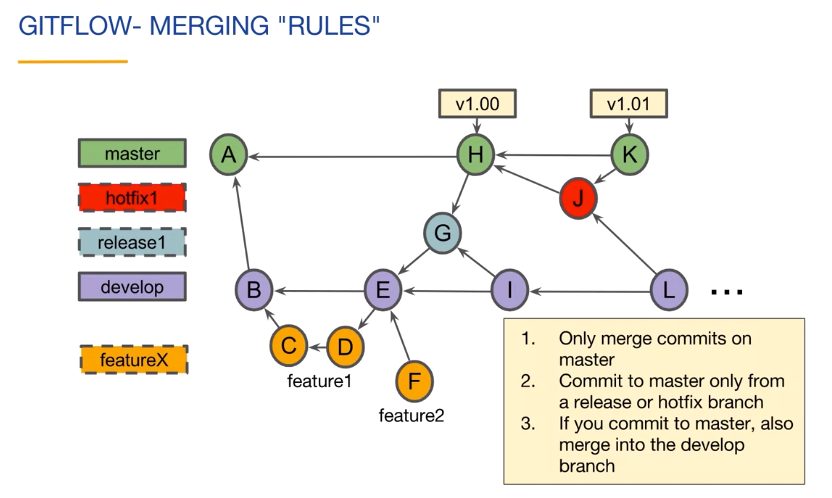 GITFLOW- MERGING "RULES"
v1.00
v1.01
master
A
H
K
hotfix1
J
release1
G
develop
B
E
I
L
...
featureX
C
D
feature1
F
feature2
1. Only merge commits on
master
2. Commit to master only from
a release or hotfix branch
3. If you commit to master, also
merge into the develop
branch